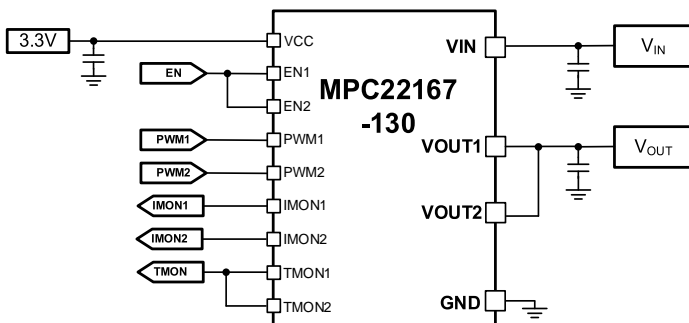 3.3V
VCC
VIN
V_IN
EN
EN1
EN2
MPC22167
-130
PWM1
PWM1
VOUT1
V_OUT
PWM2
PWM2
IMON1
IMON1
VOUT2
IMON2
IMON2
TMON
TMON1
TMON2
GND